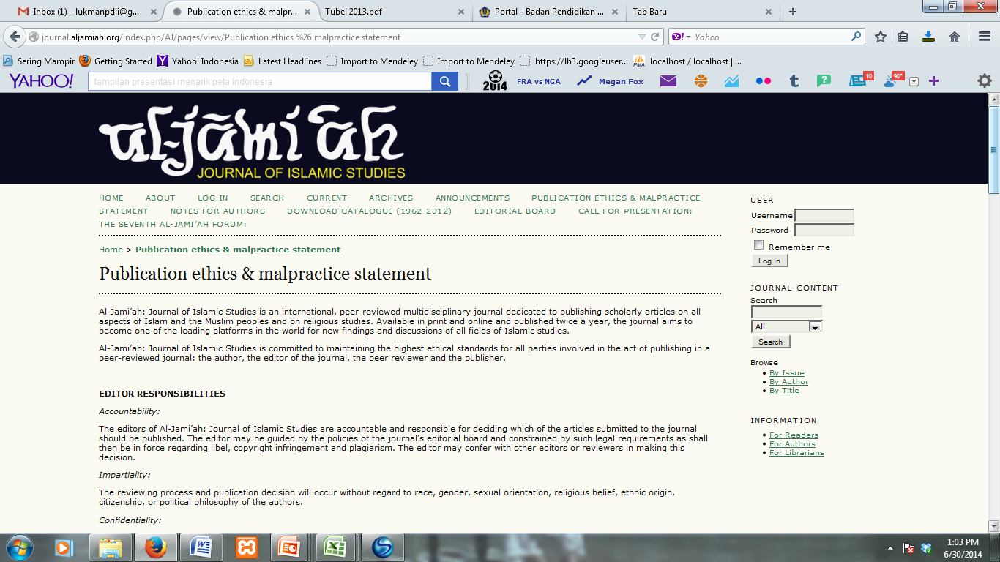 Inbox (1) - lukmanpdii@g... Publication ethics & malpr... Tubel 2013.pdf Portal - Badan Pendidikan ... Tab Baru
journal.aljamiah.org/index.php/AJ/pages/view/Publication ethics %26 malpractice statement Yahoo
Sering Mampir Getting Started Yahoo! Indonesia Latest Headlines Import to Mendeley Import to Mendeley https://lh3.googleuser... localhost / localhost | ...
YAHOO! tampilan presentasi menarik peta indonesia 2014 FRA vs NGA Megan Fox 10 90°
al-jāmi'ah
JOURNAL OF ISLAMIC STUDIES
HOME ABOUT LOG IN SEARCH CURRENT ARCHIVES ANNOUNCEMENTS PUBLICATION ETHICS & MALPRACTICE
STATEMENT NOTES FOR AUTHORS DOWNLOAD CATALOGUE (1962-2012) EDITORIAL BOARD CALL FOR PRESENTATION:
THE SEVENTH AL-JAMI'AH FORUM:
Home > Publication ethics & malpractice statement
Publication ethics & malpractice statement
Al-Jami'ah: Journal of Islamic Studies is an international, peer-reviewed multidisciplinary journal dedicated to publishing scholarly articles on all
aspects of Islam and the Muslim peoples and on religious studies. Available in print and online and published twice a year, the journal aims to
become one of the leading platforms in the world for new findings and discussions of all fields of Islamic studies.
Al-Jami'ah: Journal of Islamic Studies is committed to maintaining the highest ethical standards for all parties involved in the act of publishing in a
peer-reviewed journal: the author, the editor of the journal, the peer reviewer and the publisher.
EDITOR RESPONSIBILITIES
Accountability:
The editors of Al-Jami'ah: Journal of Islamic Studies are accountable and responsible for deciding which of the articles submitted to the journal
should be published. The editor may be guided by the policies of the journal's editorial board and constrained by such legal requirements as shall
then be in force regarding libel, copyright infringement and plagiarism. The editor may confer with other editors or reviewers in making this
decision.
Impartiality:
The reviewing process and publication decision will occur without regard to race, gender, sexual orientation, religious belief, ethnic origin,
citizenship, or political philosophy of the authors.
Confidentiality:
USER
Username
Password
Remember me
Log In
JOURNAL CONTENT
Search
All
Search
Browse
By Issue
By Author
By Title
INFORMATION
For Readers
For Authors
For Librarians
1:03 PM
6/30/2014